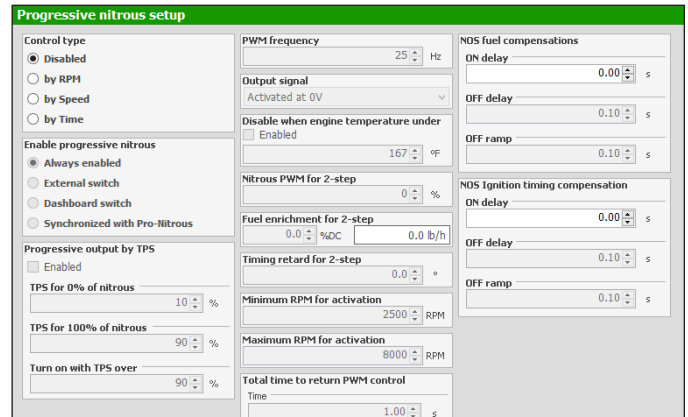 Progressive nitrous setup
Control type
Disabled
by RPM
by Speed
by Time
Enable progressive nitrous
Always enabled
External switch
Dashboard switch
Synchronized with Pro-Nitrous
Progressive output by TPS
Enabled
TPS for 0% of nitrous
10 %
TPS for 100% of nitrous
90 %
Turn on with TPS over
90 %
PWM frequency
25 Hz
Output signal
Activated at 0V
Disable when engine temperature under
Enabled
167 °F
Nitrous PWM for 2-step
0 %
Fuel enrichment for 2-step
0.0 %DC 0.0 lb/h
Timing retard for 2-step
0.0 °
Minimum RPM for activation
2500 RPM
Maximum RPM for activation
8000 RPM
Total time to return PWM control
Time
1.00 s
NOS fuel compensations
ON delay
0.00 s
OFF delay
0.10 s
OFF ramp
0.10 s
NOS Ignition timing compensation
ON delay
0.00 s
OFF delay
0.10 s
OFF ramp
0.10 s